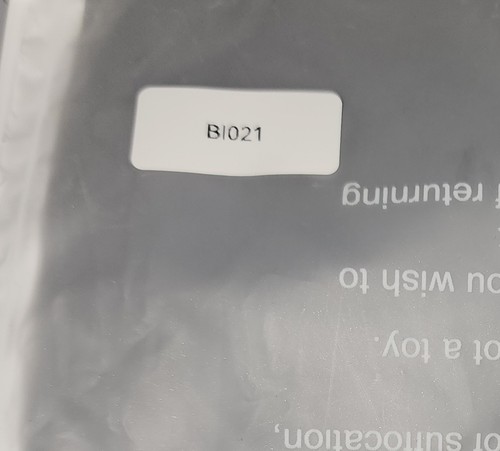 BI021
or suffocation,
ot a toy.
ou wish to
f returning